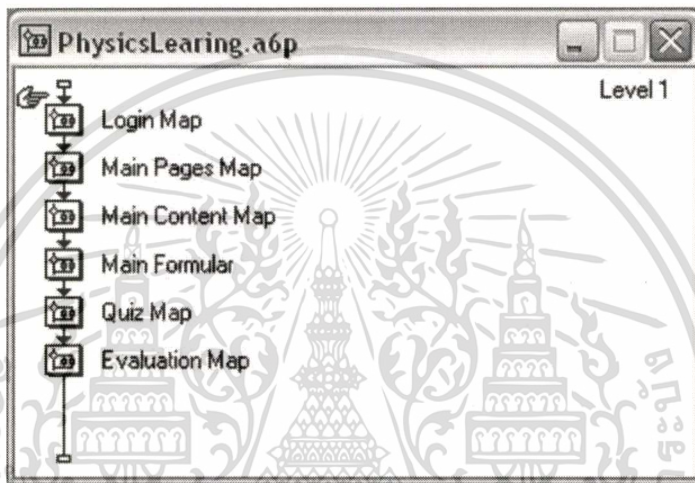 PhysicsLearing.a6p
Level 1
Login Map
Main Pages Map
Main Content Map
Main Formular
Quiz Map
Evaluation Map